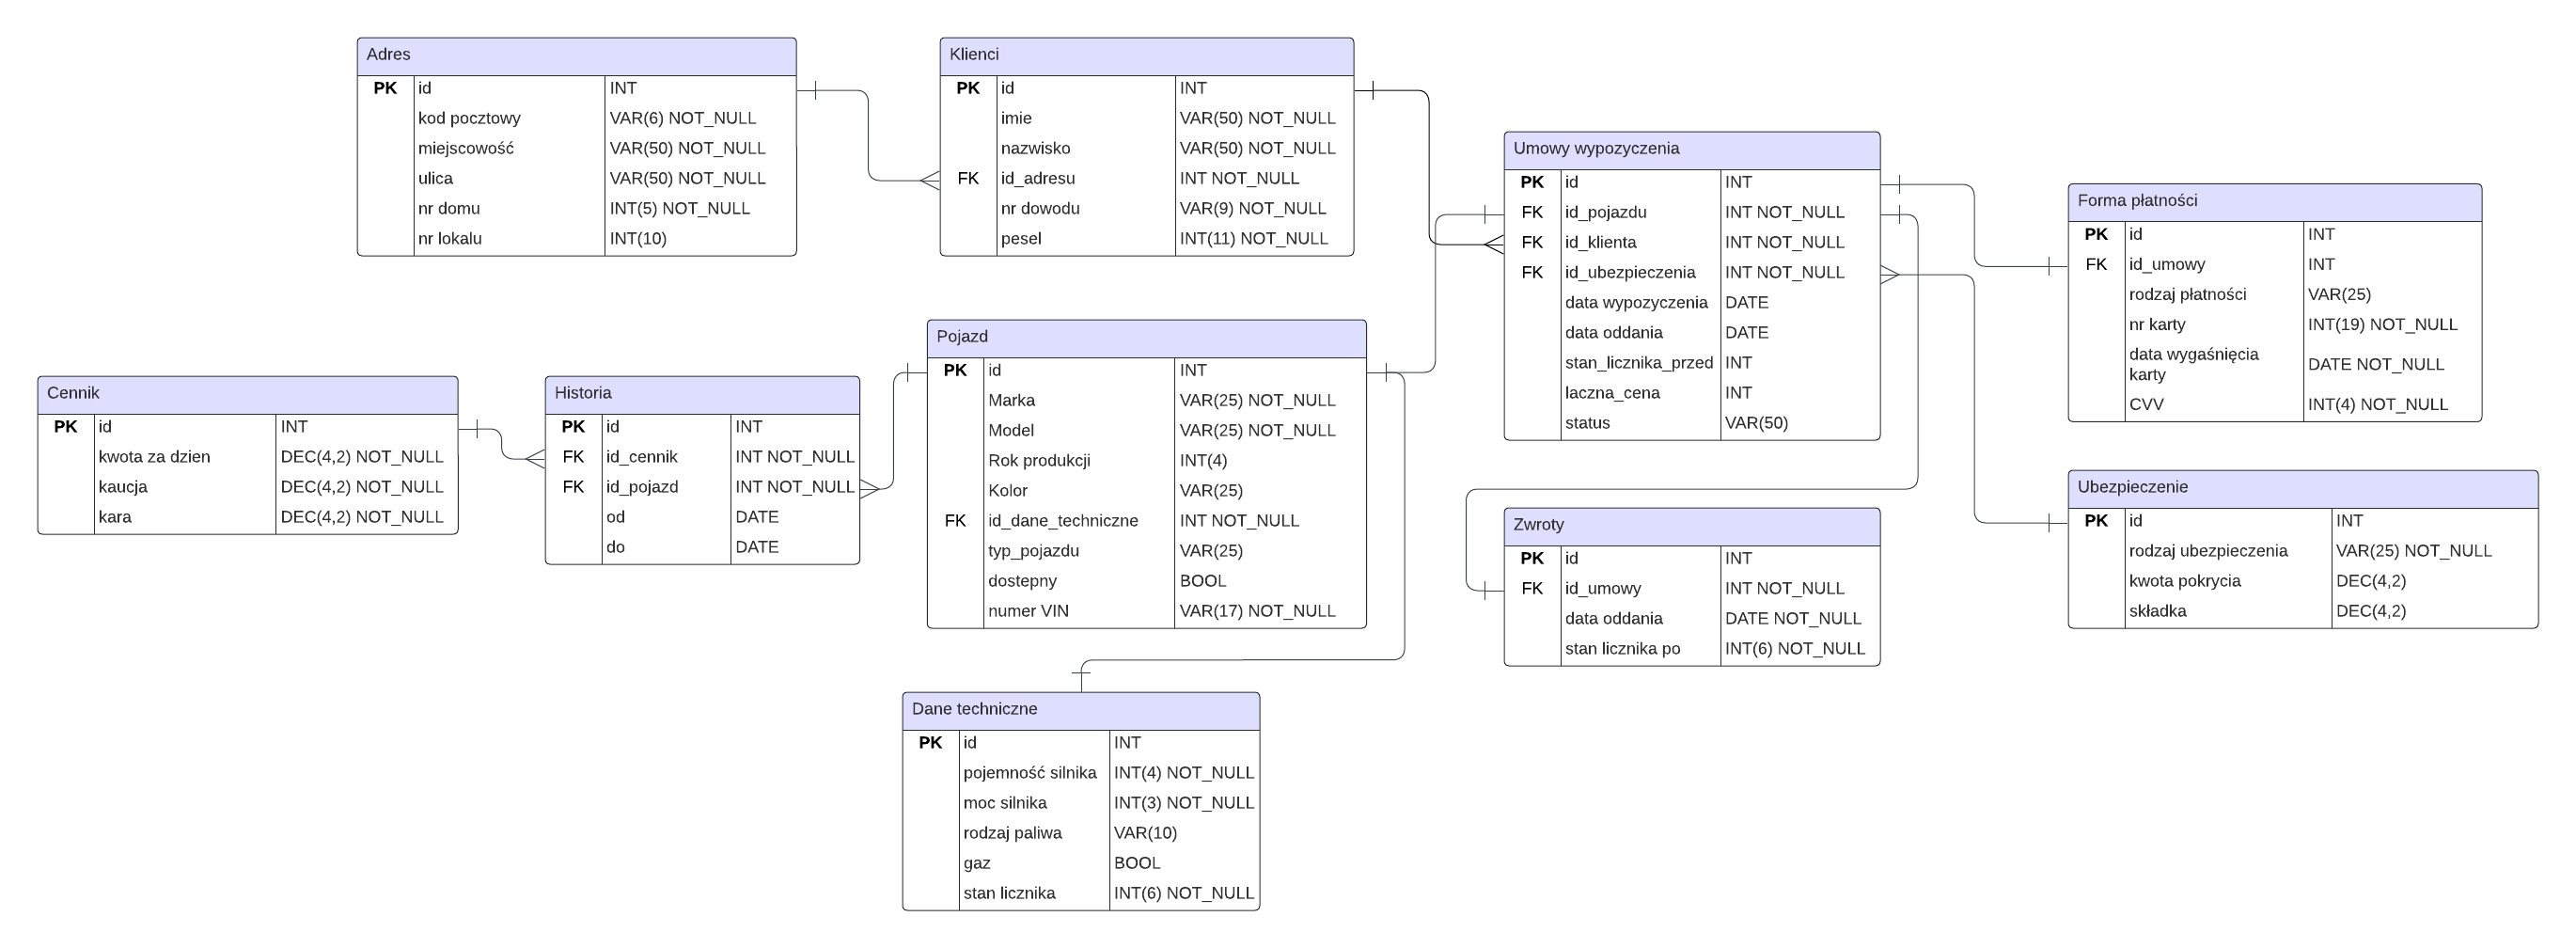 Adres
PK id INT
kod pocztowy VAR(6) NOT_NULL
miejscowość VAR(50) NOT_NULL
ulica VAR(50) NOT_NULL
nr domu INT(5) NOT_NULL
nr lokalu INT(10)
Klienci
PK id INT
imie VAR(50) NOT_NULL
nazwisko VAR(50) NOT_NULL
FK id_adresu INT NOT_NULL
nr dowodu VAR(9) NOT_NULL
pesel INT(11) NOT_NULL
Umowy wypozyczenia
PK id INT
FK id_pojazdu INT NOT_NULL
FK id_klienta INT NOT_NULL
FK id_ubezpieczenia INT NOT_NULL
data wypozyczenia DATE
data oddania DATE
stan_licznika_przed INT
laczna_cena INT
status VAR(50)
Forma płatności
PK id INT
FK id_umowy INT
rodzaj płatności VAR(25)
nr karty INT(19) NOT_NULL
data wygaśnięcia
karty DATE NOT_NULL
CVV INT(4) NOT_NULL
Cennik
PK id INT
kwota za dzien DEC(4,2) NOT_NULL
kaucja DEC(4,2) NOT_NULL
kara DEC(4,2) NOT_NULL
Historia
PK id INT
FK id_cennik INT NOT_NULL
FK id_pojazd INT NOT_NULL
od DATE
do DATE
Pojazd
PK id INT
Marka VAR(25) NOT_NULL
Model VAR(25) NOT_NULL
Rok produkcji INT(4)
Kolor VAR(25)
FK id_dane_techniczne INT NOT_NULL
typ_pojazdu VAR(25)
dostepny BOOL
numer VIN VAR(17) NOT_NULL
Zwroty
PK id INT
FK id_umowy INT NOT_NULL
data oddania DATE NOT_NULL
stan licznika po INT(6) NOT_NULL
Ubezpieczenie
PK id INT
rodzaj ubezpieczenia VAR(25) NOT_NULL
kwota pokrycia DEC(4,2)
składka DEC(4,2)
Dane techniczne
PK id INT
pojemność silnika INT(4) NOT_NULL
moc silnika INT(3) NOT_NULL
rodzaj paliwa VAR(10)
gaz BOOL
stan licznika INT(6) NOT_NULL